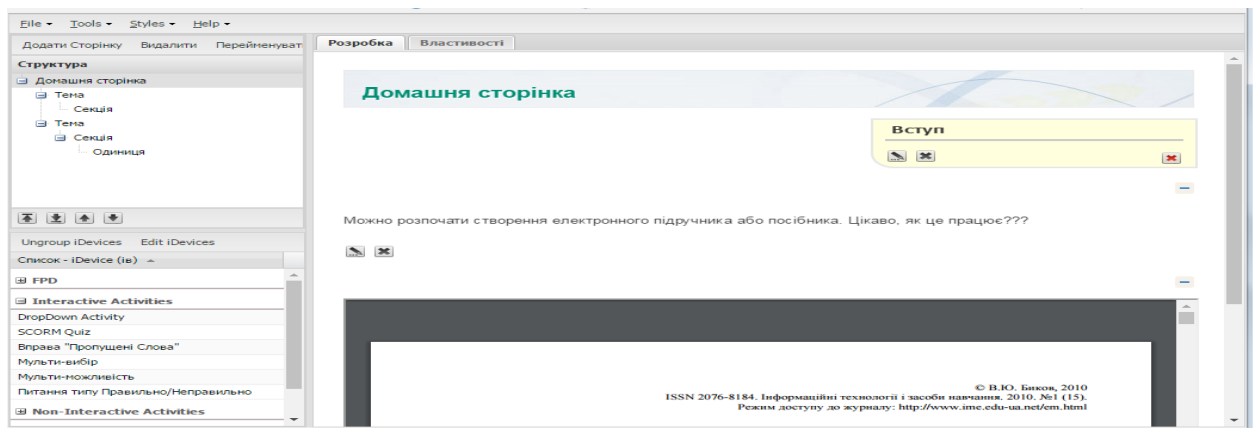 File Tools Styles Help
Додати Сторінку Видалити Перейменуват
Структура
Домашня сторінка
Тема
Секція
Тема
Секція
Одиниця
Ungroup iDevices Edit iDevices
Список - iDevice (ів)
FPD
Interactive Activities
DropDown Activity
SCORM Quiz
Вправа "Пропущені Слова"
Мульти-вибір
Мульти-можливість
Питання типу Правильно/Неправильно
Non-Interactive Activities
Розробка Властивості
Домашня сторінка
Вступ
Можно розпочати створення електронного підручника або посібника. Цікаво, як це працює???
© В.Ю. Биков, 2010
ISSN 2076-8184. Інформаційні технології і засоби навчання. 2010. №1 (15).
Режим доступу до журналу: http://www.ime.edu-ua.net/em.html